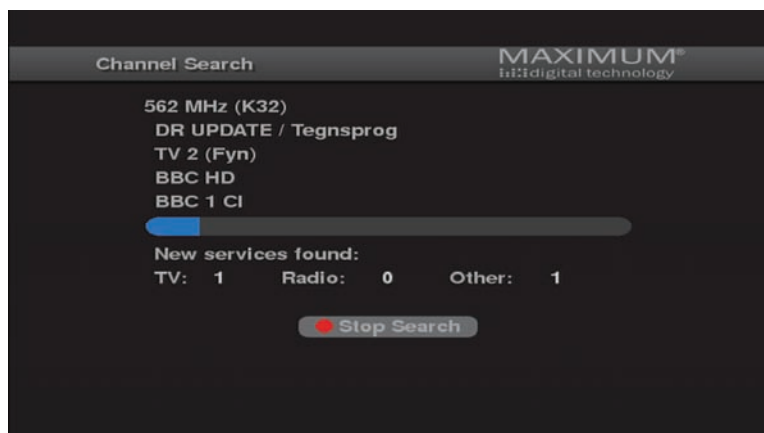 Channel Search
MAXIMUM®
digital technology
562 MHz (K32)
DR UPDATE / Tegnsprog
TV 2 (Fyn)
BBC HD
BBC 1 CI
New services found:
TV: 1 Radio: 0 Other: 1
Stop Search